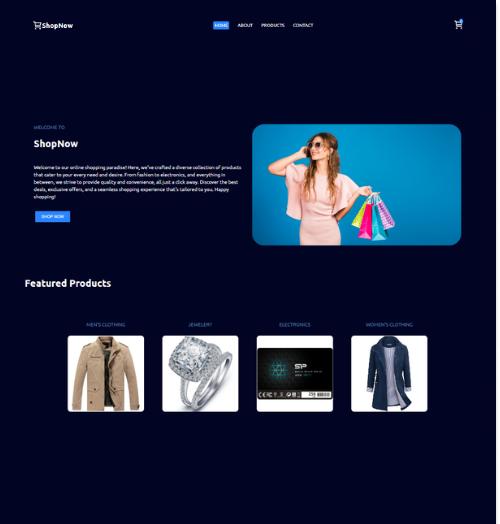 ShopNow
HOME ABOUT PRODUCTS CONTACT
WELCOME TO
ShopNow
Welcome to our online shopping paradise! Here, we've crafted a diverse collection of products
that cater to your every need and desire. From fashion to electronics, and everything in
between, we strive to provide quality and convenience, all just a click away. Discover the best
deals, exclusive offers, and a seamless shopping experience that's tailored to you. Happy
shopping!
SHOP NOW
Featured Products
MEN'S CLOTHING JEWELERY ELECTRONICS WOMEN'S CLOTHING
SP